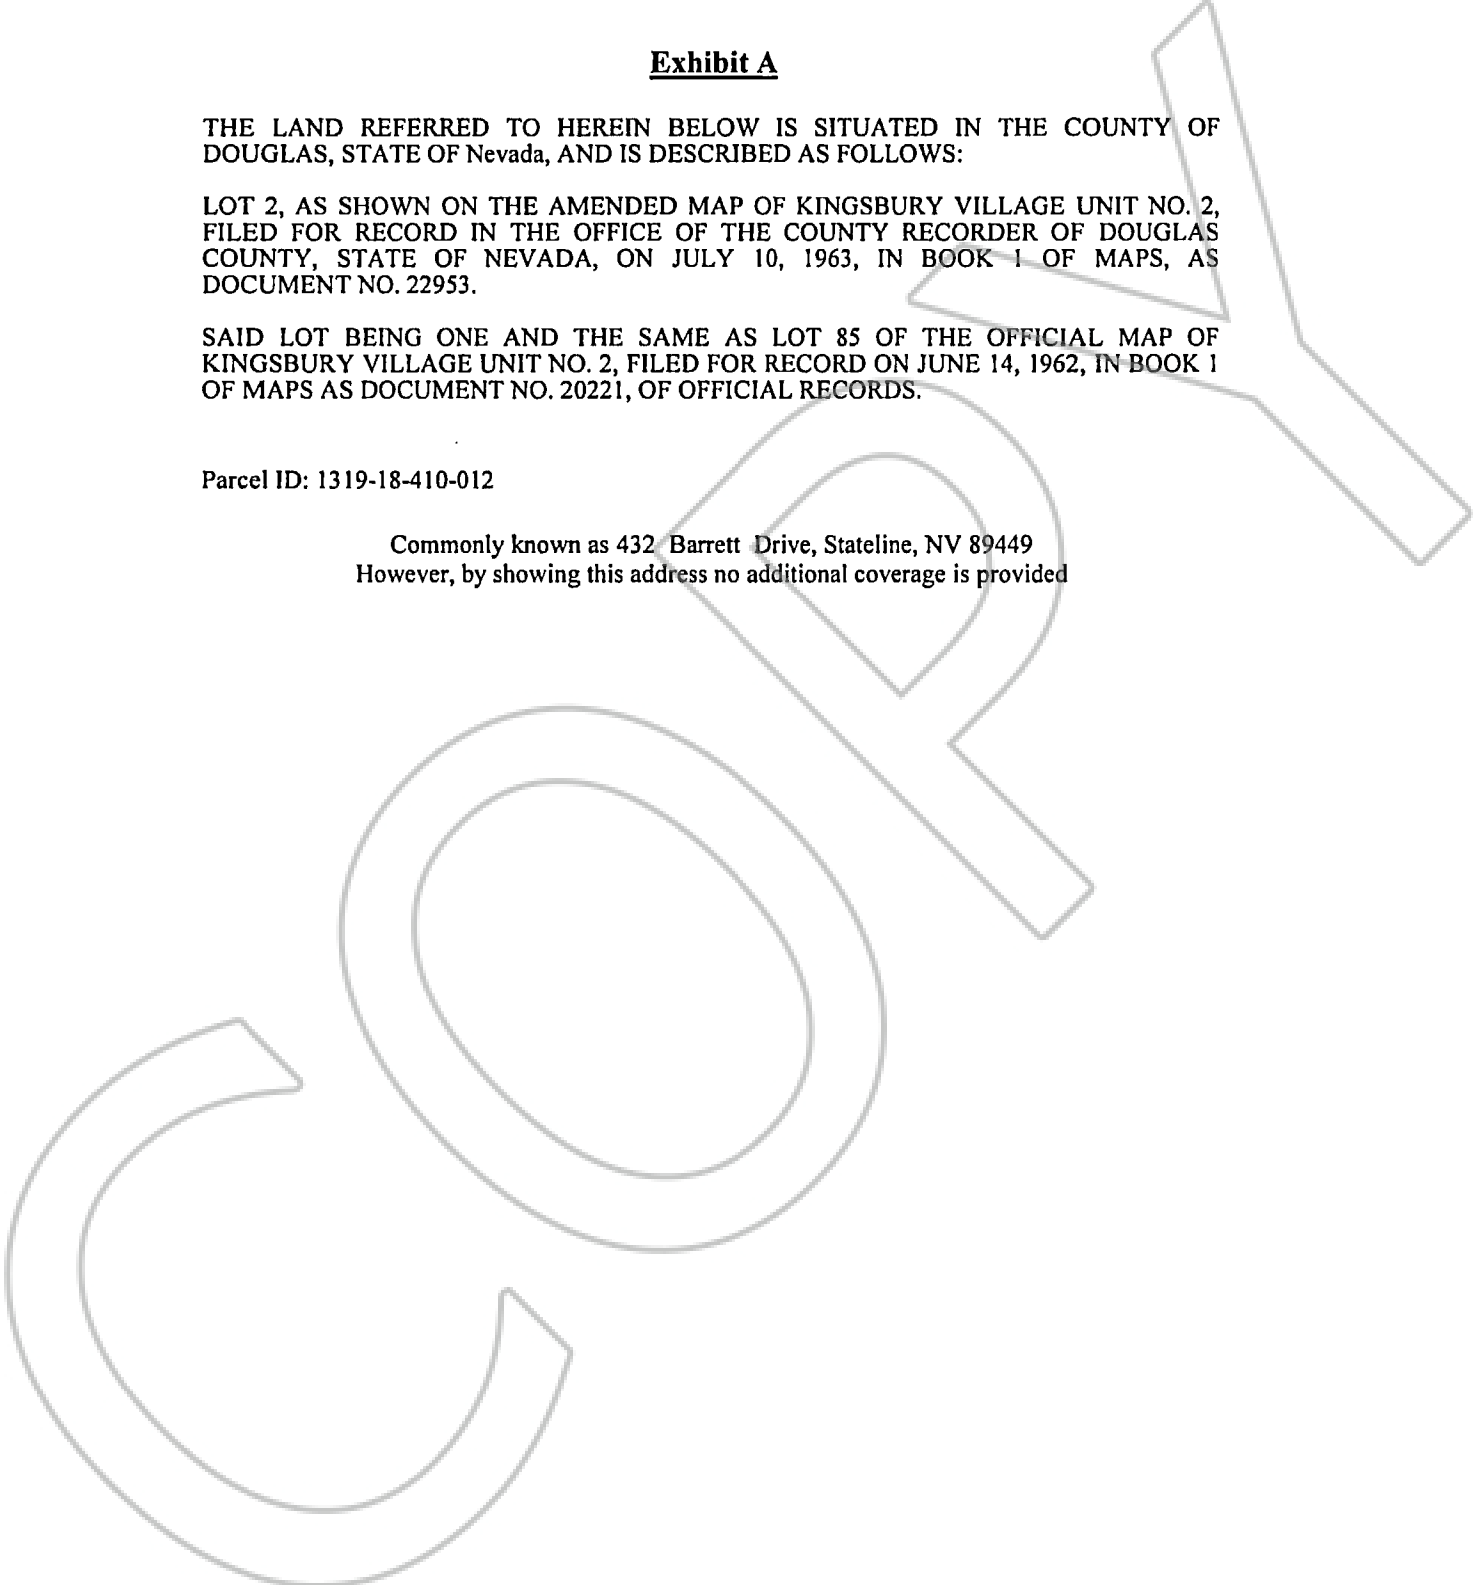 Exhibit A
THE LAND REFERRED TO HEREIN BELOW IS SITUATED IN THE COUNTY OF
DOUGLAS, STATE OF Nevada, AND IS DESCRIBED AS FOLLOWS:
LOT 2, AS SHOWN ON THE AMENDED MAP OF KINGSBURY VILLAGE UNIT NO. 2,
FILED FOR RECORD IN THE OFFICE OF THE COUNTY RECORDER OF DOUGLAS
COUNTY, STATE OF NEVADA, ON JULY 10, 1963, IN BOOK 1 OF MAPS, AS
DOCUMENT NO. 22953.
SAID LOT BEING ONE AND THE SAME AS LOT 85 OF THE OFFICIAL MAP OF
KINGSBURY VILLAGE UNIT NO. 2, FILED FOR RECORD ON JUNE 14, 1962, IN BOOK 1
OF MAPS AS DOCUMENT NO. 20221, OF OFFICIAL RECORDS.
Parcel ID: 1319-18-410-012
Commonly known as 432 Barrett Drive, Stateline, NV 89449
However, by showing this address no additional coverage is provided
COPY